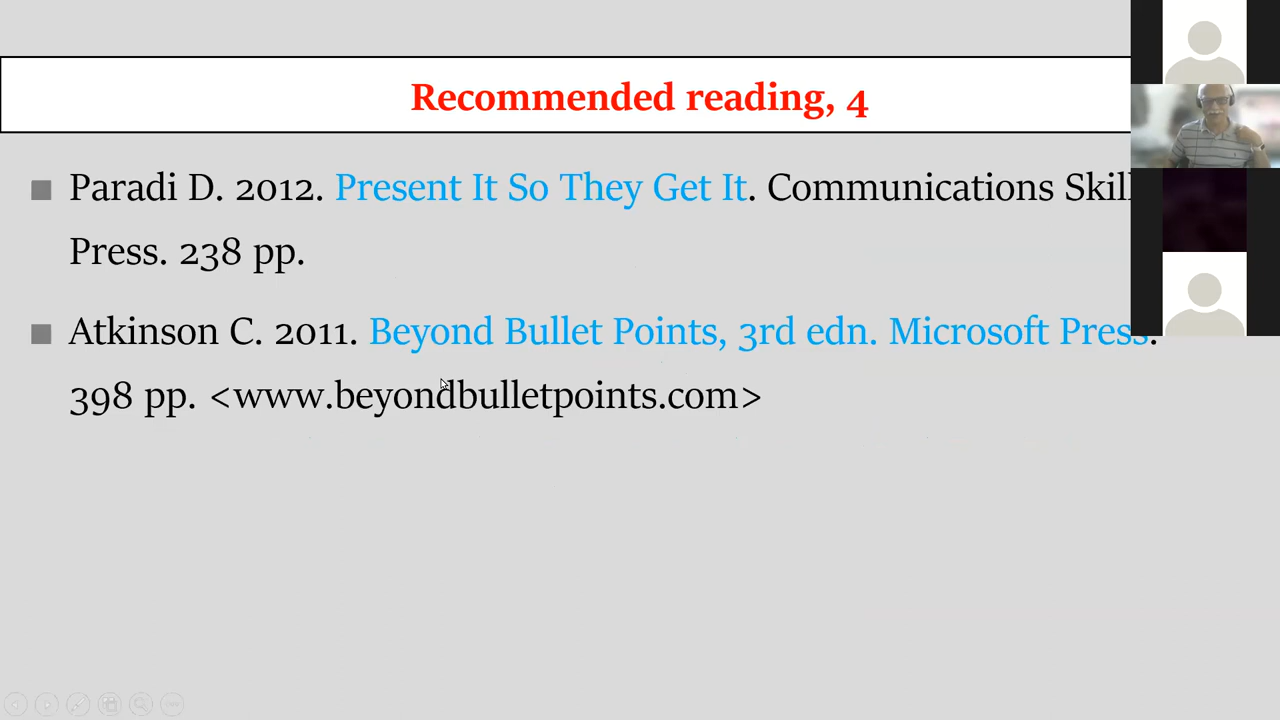 Recommended reading, 4
Paradi D. 2012. Present It So They Get It. Communications
Press. 238 pp.
Atkinson C. 2011. Beyond Bullet Points, 3rd edn. Microsoft Press.
398 pp. <www.beyondbulletpoints.com>